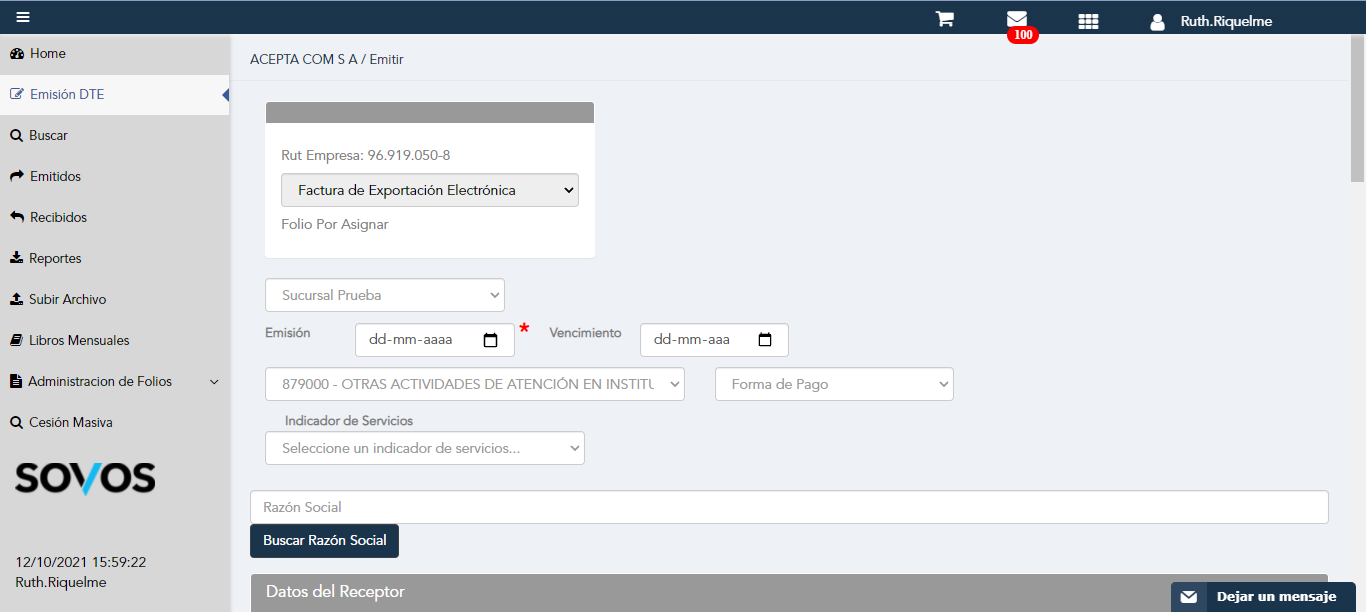 Ruth.Riquelme
100
Home
ACEPTA COM S A / Emitir
Emisión DTE
Buscar
Emitidos
Recibidos
Reportes
Subir Archivo
Libros Mensuales
Administracion de Folios
Cesión Masiva
SOVOS
12/10/2021 15:59:22
Ruth.Riquelme
Rut Empresa: 96.919.050-8
Factura de Exportación Electrónica
Folio Por Asignar
Sucursal Prueba
Emisión dd-mm-aaaa * Vencimiento dd-mm-aaa
879000 - OTRAS ACTIVIDADES DE ATENCIÓN EN INSTITU Forma de Pago
Indicador de Servicios
Seleccione un indicador de servicios...
Razón Social
Buscar Razón Social
Datos del Receptor
Dejar un mensaje